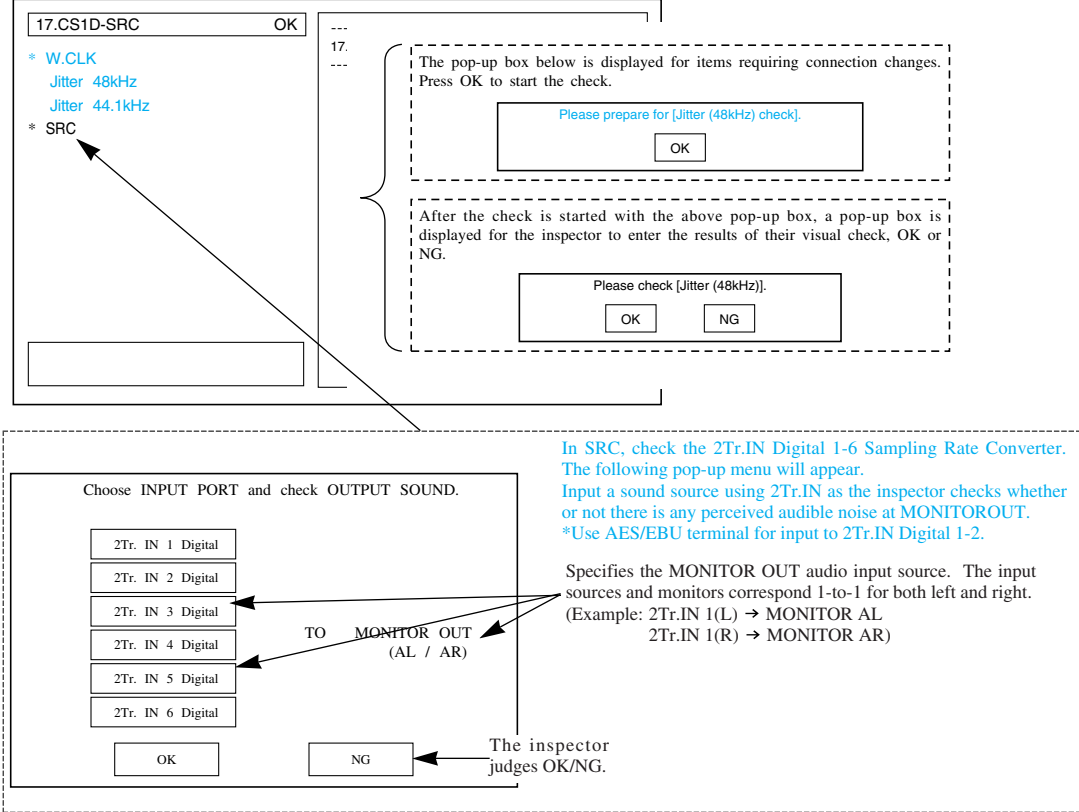 17.CS1D-SRC OK
* W.CLK
Jitter 48kHz
Jitter 44.1kHz
* SRC
---
17.
---
The pop-up box below is displayed for items requiring connection changes.
Press OK to start the check.
Please prepare for [Jitter (48kHz) check].
OK
After the check is started with the above pop-up box, a pop-up box is
displayed for the inspector to enter the results of their visual check, OK or
NG.
Please check [Jitter (48kHz)].
OK NG
In SRC, check the 2Tr.IN Digital 1-6 Sampling Rate Converter.
The following pop-up menu will appear.
Input a sound source using 2Tr.IN as the inspector checks whether
or not there is any perceived audible noise at MONITOROUT.
*Use AES/EBU terminal for input to 2Tr.IN Digital 1-2.
Specifies the MONITOR OUT audio input source. The input
sources and monitors correspond 1-to-1 for both left and right.
(Example: 2Tr.IN 1(L) → MONITOR AL
2Tr.IN 1(R) → MONITOR AR)
Choose INPUT PORT and check OUTPUT SOUND.
2Tr. IN 1 Digital
2Tr. IN 2 Digital
2Tr. IN 3 Digital
2Tr. IN 4 Digital
2Tr. IN 5 Digital
2Tr. IN 6 Digital
TO MONITOR OUT
(AL / AR)
OK NG
The inspector
judges OK/NG.